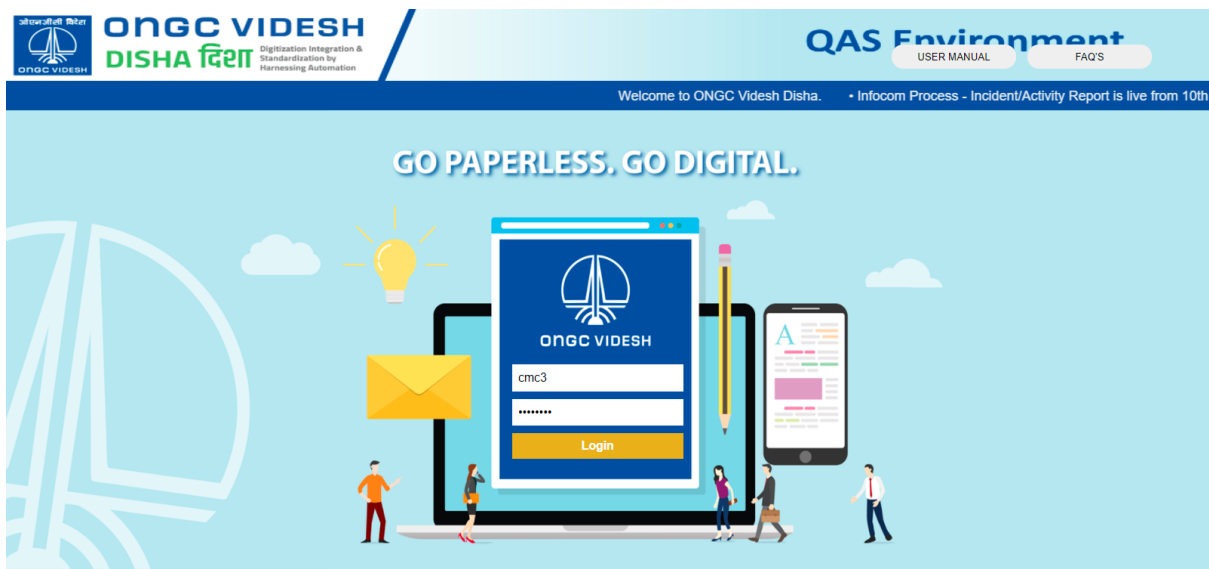 ओएनजीसी विदेश
ONGC VIDESH
ONGC VIDESH
DISHA दिशा
Digitization Integration &
Standardization by
Harnessing Automation
QAS Environment
USER MANUAL
FAQ'S
Welcome to ONGC Videsh Disha. • Infocom Process - Incident/Activity Report is live from 10th
GO PAPERLESS. GO DIGITAL.
ONGC VIDESH
cmc3
••••••••
Login
A